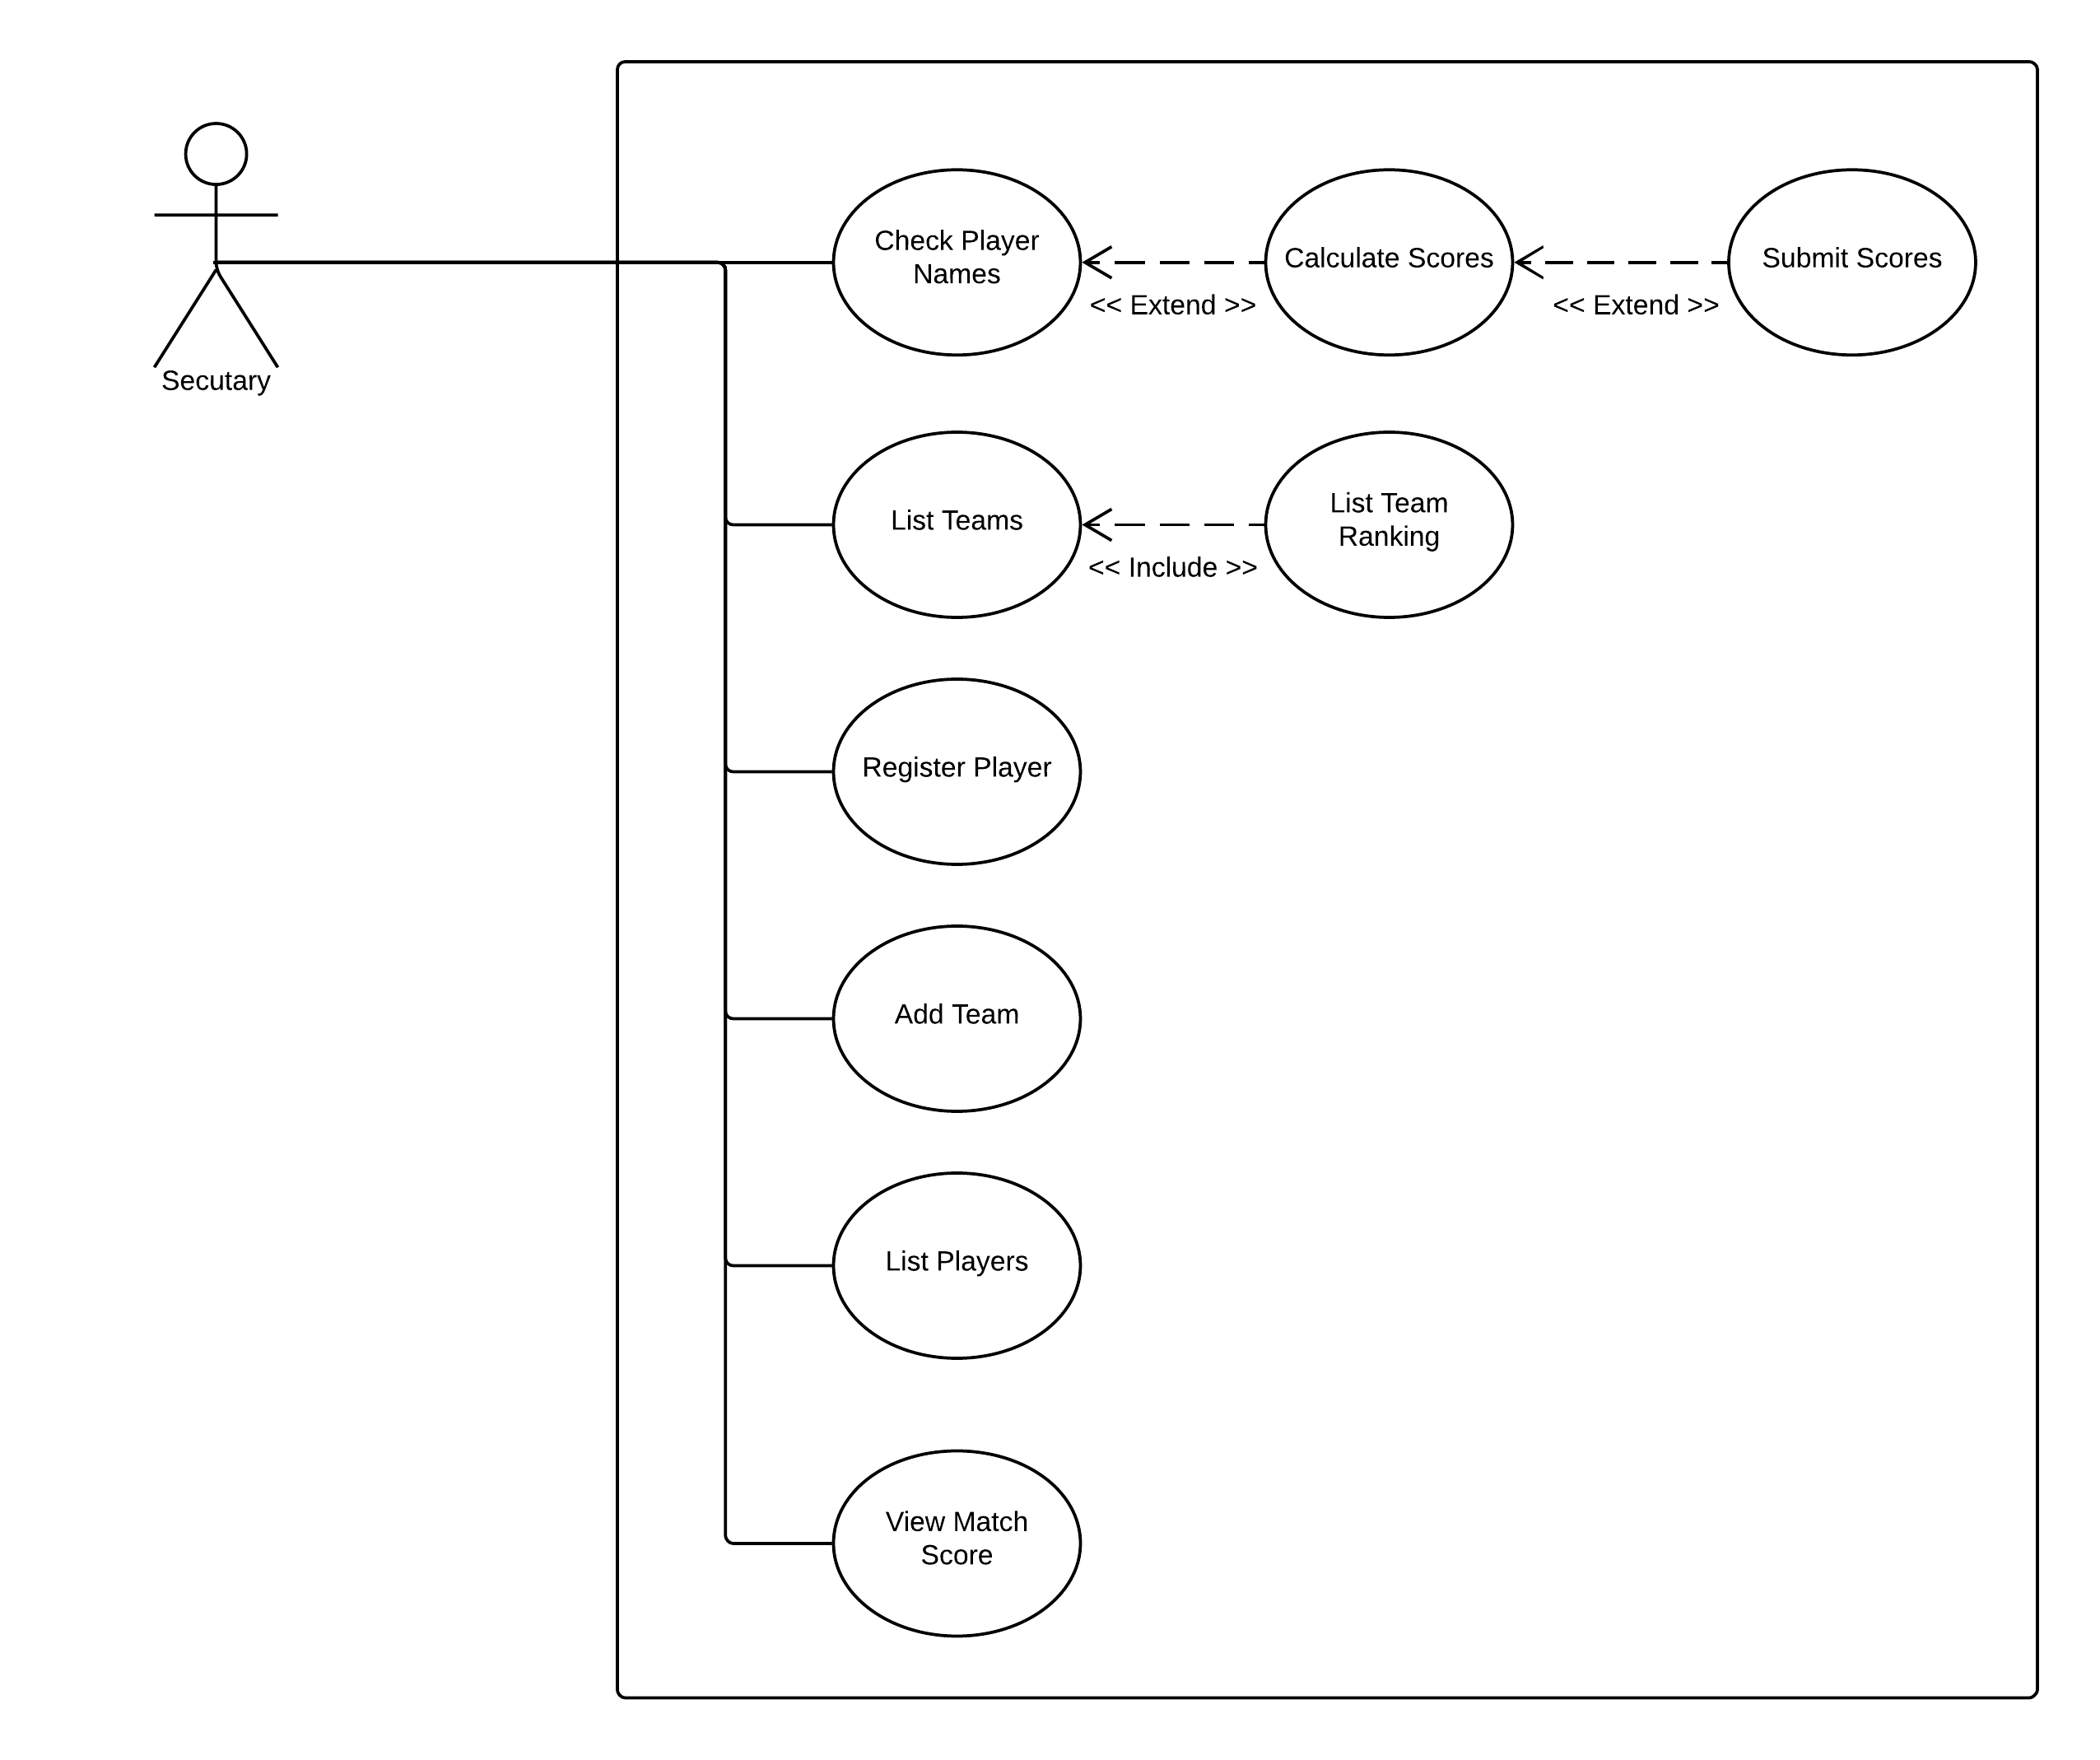 Secutary
Check Player
Names
<< Extend >>
Calculate Scores
<< Extend >>
Submit Scores
List Teams
<< Include >>
List Team
Ranking
Register Player
Add Team
List Players
View Match
Score